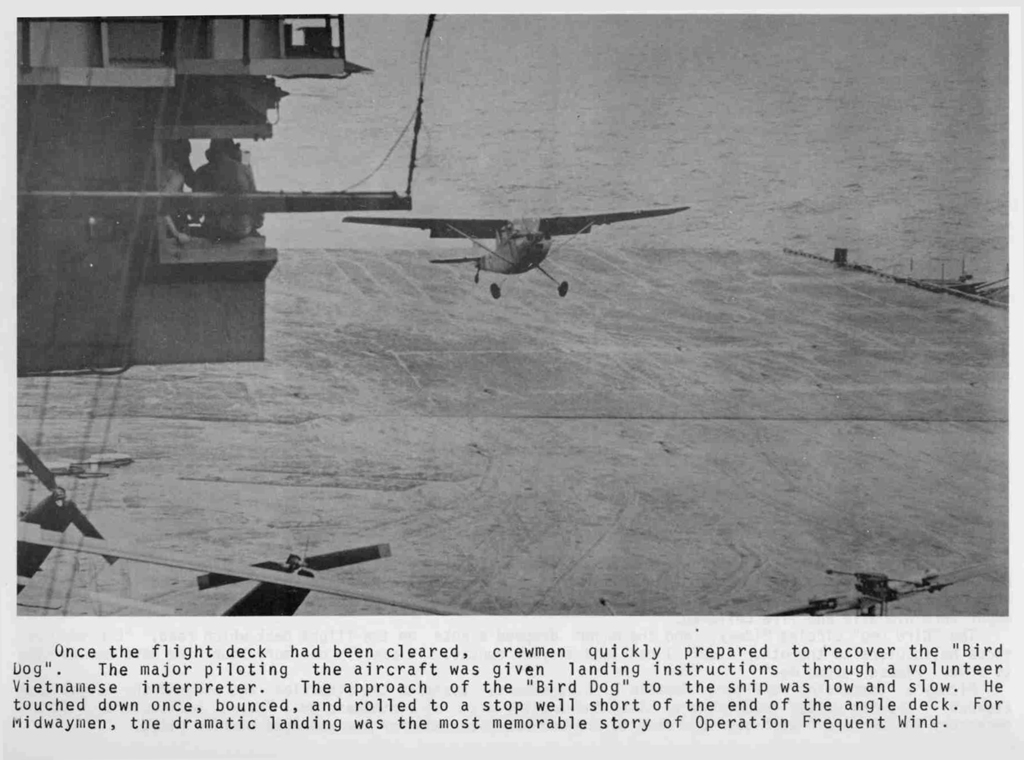 Once the flight deck had been cleared, crewmen quickly prepared to recover the "Bird
Dog". The major piloting the aircraft was given landing instructions through a volunteer
Vietnamese interpreter. The approach of the "Bird Dog" to the ship was low and slow. He
touched down once, bounced, and rolled to a stop well short of the end of the angle deck. For
Midwaymen, the dramatic landing was the most memorable story of Operation Frequent Wind.